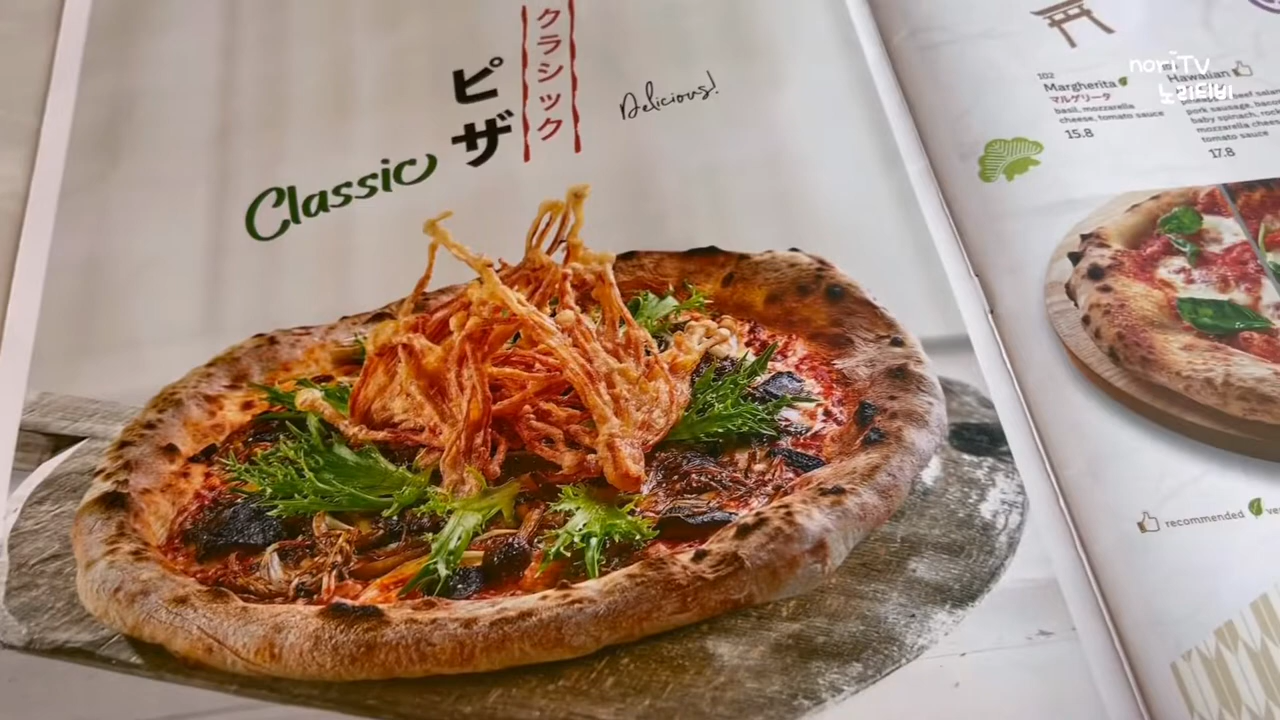 クラシック
ピザ
Classic
Delicious!
102
Margherita
マルゲリータ
basil, mozzarella
cheese, tomato sauce
15.8
Hawaiian
pork sausage, baco
baby spinach, rock
mozzarella chees
tomato sauce
17.8
noriTV
노리티비
recommended